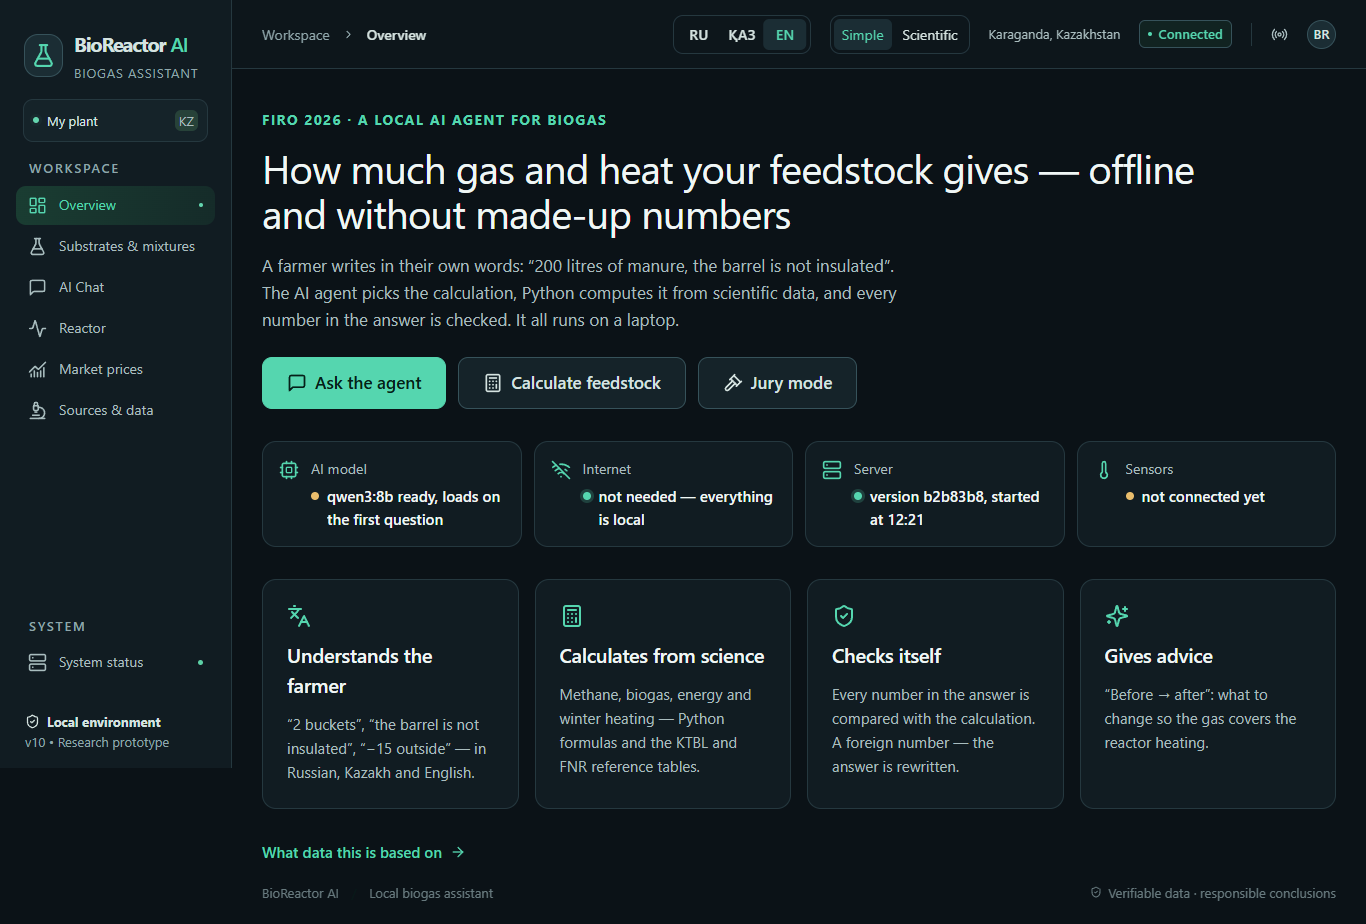 BioReactor AI
BIOGAS ASSISTANT
My plant
KZ
WORKSPACE
Overview
Substrates & mixtures
AI Chat
Reactor
Market prices
Sources & data
SYSTEM
System status
Local environment
v10 • Research prototype
Workspace
Overview
RU
ҚАЗ
EN
Simple
Scientific
Karaganda, Kazakhstan
Connected
BR
FIRO 2026 · A LOCAL AI AGENT FOR BIOGAS
How much gas and heat your feedstock gives — offline
and without made-up numbers
A farmer writes in their own words: “200 litres of manure, the barrel is not insulated”.
The AI agent picks the calculation, Python computes it from scientific data, and every
number in the answer is checked. It all runs on a laptop.
Ask the agent
Calculate feedstock
Jury mode
AI model
qwen3:8b ready, loads on
the first question
Internet
not needed — everything
is local
Server
version b2b83b8, started
at 12:21
Sensors
not connected yet
Understands the
farmer
“2 buckets”, “the barrel is not
insulated”, “−15 outside” — in
Russian, Kazakh and English.
Calculates from science
Methane, biogas, energy and
winter heating — Python
formulas and the KTBL and
FNR reference tables.
Checks itself
Every number in the answer is
compared with the calculation.
A foreign number — the
answer is rewritten.
Gives advice
“Before → after”: what to
change so the gas covers the
reactor heating.
What data this is based on →
BioReactor AI
Local biogas assistant
Verifiable data · responsible conclusions